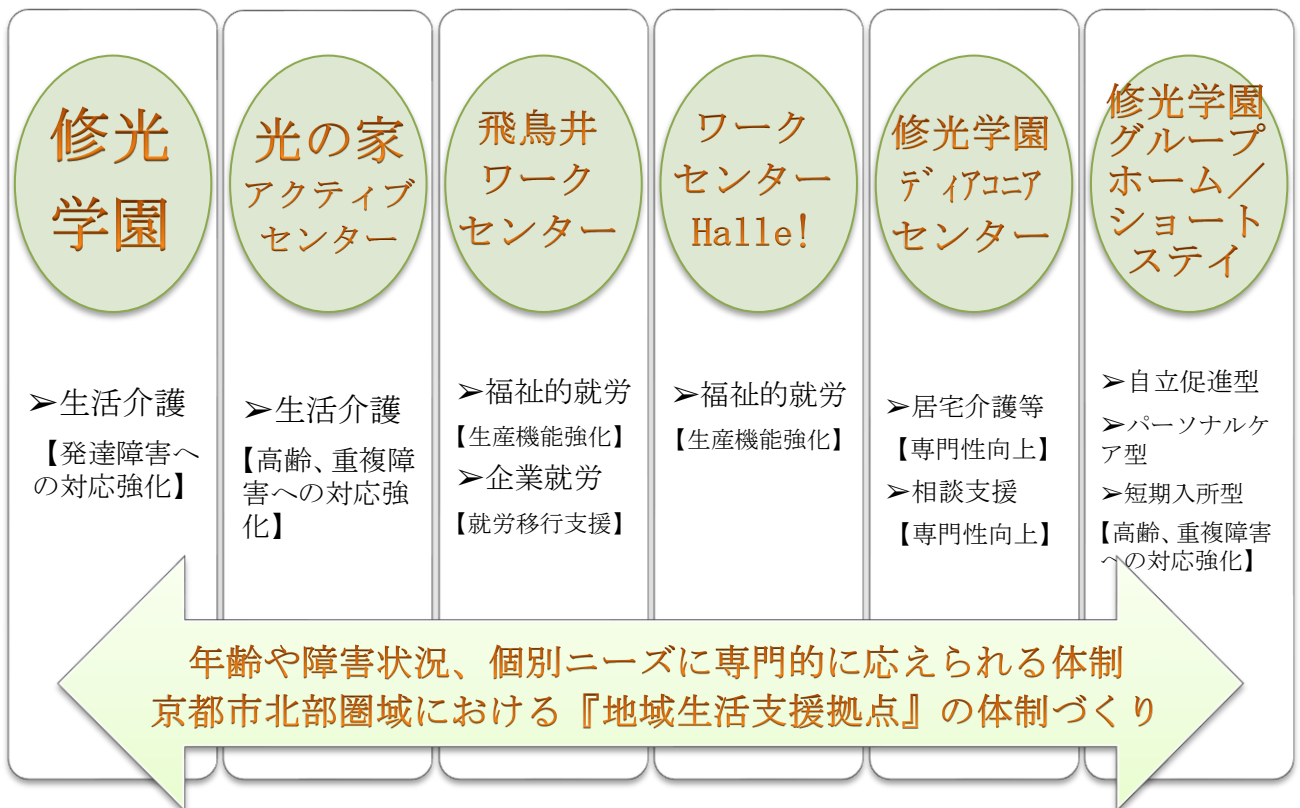 修光
学園
➢生活介護
【発達障害へ
の対応強化】
光の家
アクティブ
センター
➢生活介護
【高齢、重複障
害への対応強
化】
飛鳥井
ワーク
センター
➢福祉的就労
【生産機能強化】
➢企業就労
【就労移行支援】
ワーク
センター
Halle!
➢福祉的就労
【生産機能強化】
修光学園
ディアコニア
センター
➢居宅介護等
【専門性向上】
➢相談支援
【専門性向上】
修光学園
グループ
ホーム／
ショート
ステイ
➢自立促進型
➢パーソナルケ
ア型
➢短期入所型
【高齢、重複障害
への対応強化】
年齢や障害状況、個別ニーズに専門的に応えられる体制
京都市北部圏域における『地域生活支援拠点』の体制づくり